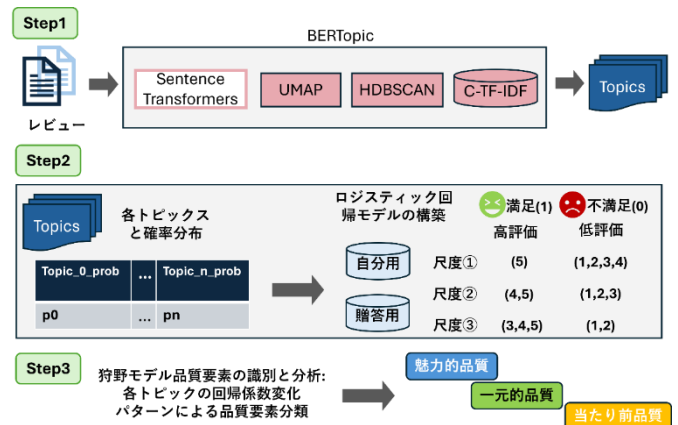 Step1
BERTopic
Sentence
Transformers
UMAP
HDBSCAN
C-TF-IDF
Topics
レビュー
Step2
Topics
各トピックス
と確率分布
Topic_0_prob
...
Topic_n_prob
p0
...
pn
ロジスティック回
帰モデルの構築
満足(1)
不満足(0)
高評価
低評価
自分用
尺度①
(5)
(1,2,3,4)
尺度②
(4,5)
(1,2,3)
贈答用
尺度③
(3,4,5)
(1,2)
Step3
狩野モデル品質要素の識別と分析:
各トピックの回帰係数変化
パターンによる品質要素分類
魅力的品質
一元的品質
当たり前品質